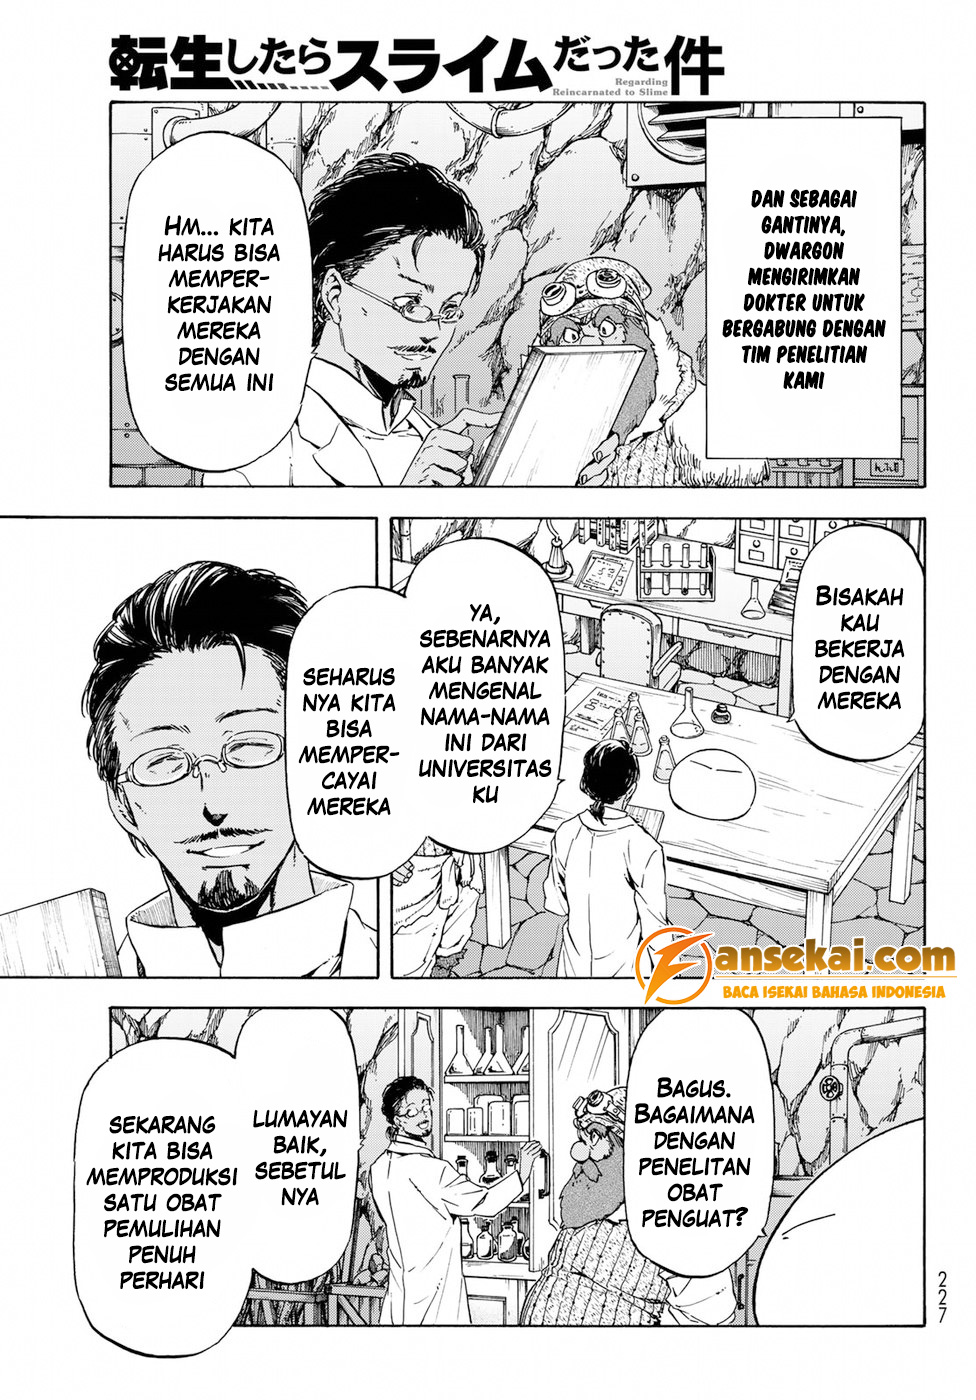 転生したらスライムだった件
Regarding
Reincarnated to Slime
DAN SEBAGAI
GANTINYA,
DWARGON
MENGIRIMKAN
DOKTER UNTUK
BERGABUNG DENGAN
TIM PENELITIAN
KAMI
HM... KITA
HARUS BISA
MEMPER-
KERJAKAN
MEREKA
DENGAN
SEMUA INI
BISAKAH
KAU
BEKERJA
DENGAN
MEREKA
YA,
SEBENARNYA
AKU BANYAK
MENGENAL
NAMA-NAMA
INI DARI
UNIVERSITAS
KU
SEHARUS
NYA KITA
BISA
MEMPER-
CAYAI
MEREKA
ansekai.com
BACA ISEKAI BAHASA INDONESIA
BAGUS.
BAGAIMANA
DENGAN
PENELITAN
OBAT
PENGUAT?
LUMAYAN
BAIK,
SEBETUL
NYA
SEKARANG
KITA BISA
MEMPRODUKSI
SATU OBAT
PEMULIHAN
PENUH
PERHARI
227